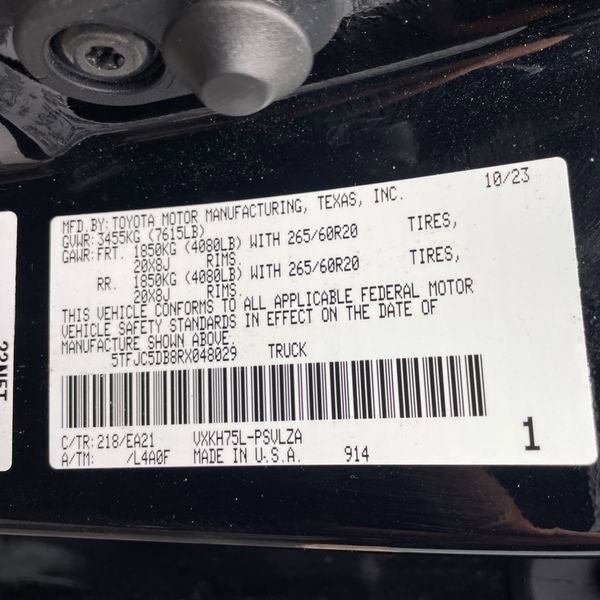 MFD.BY: TOYOTA MOTOR MANUFACTURING, TEXAS, INC. 10/23
GVWR: 3455KG (7615LB)
GAWR: FRT. 1850KG (4080LB) WITH 265/60R20 TIRES,
20X8J RIMS
RR. 1850KG (4080LB) WITH 265/60R20 TIRES,
20X8J RIMS
THIS VEHICLE CONFORMS TO ALL APPLICABLE FEDERAL MOTOR
VEHICLE SAFETY STANDARDS IN EFFECT ON THE DATE OF
MANUFACTURE SHOWN ABOVE.
5TFJC5DB8RX048029 TRUCK
C/TR: 218/EA21 VXKH75L-PSVLZA
A/TM: /L4A0F MADE IN U.S.A. 914
1